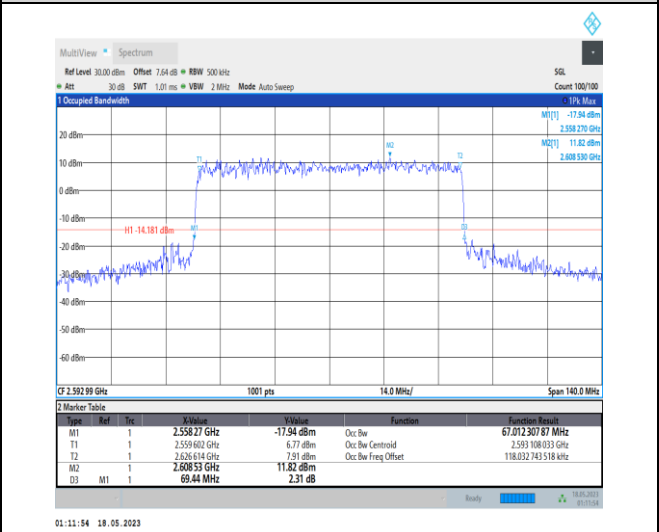 MultiView Spectrum
Ref Level 30.00 dBm Offset 7.64 dB RBW 500 kHz SGL
Att 30 dB SWT 1.01 ms VBW 2 MHz Mode Auto Sweep Count 100/100
1 Occupied Bandwidth 1Pk Max
M1[1] -17.94 dBm
2.558 270 GHz
M2[1] 11.82 dBm
2.608 530 GHz
20 dBm
M2
T1 T2
10 dBm
0 dBm
-10 dBm
H1 -14.181 dBm M1 D3
-20 dBm
-30 dBm
-40 dBm
-50 dBm
-60 dBm
CF 2.592 99 GHz 1001 pts 14.0 MHz/ Span 140.0 MHz
2 Marker Table
Type Ref Trc X-Value Y-Value Function Function Result
M1 1 2.558 27 GHz -17.94 dBm Occ Bw 67.012 307 87 MHz
T1 1 2.559 602 GHz 6.77 dBm Occ Bw Centroid 2.593 108 033 GHz
T2 1 2.626 614 GHz 7.91 dBm Occ Bw Freq Offset 118.032 743 518 kHz
M2 1 2.608 53 GHz 11.82 dBm
D3 M1 1 69.44 MHz 2.31 dB
Ready 18.05.2023
01:11:54
01:11:54 18.05.2023